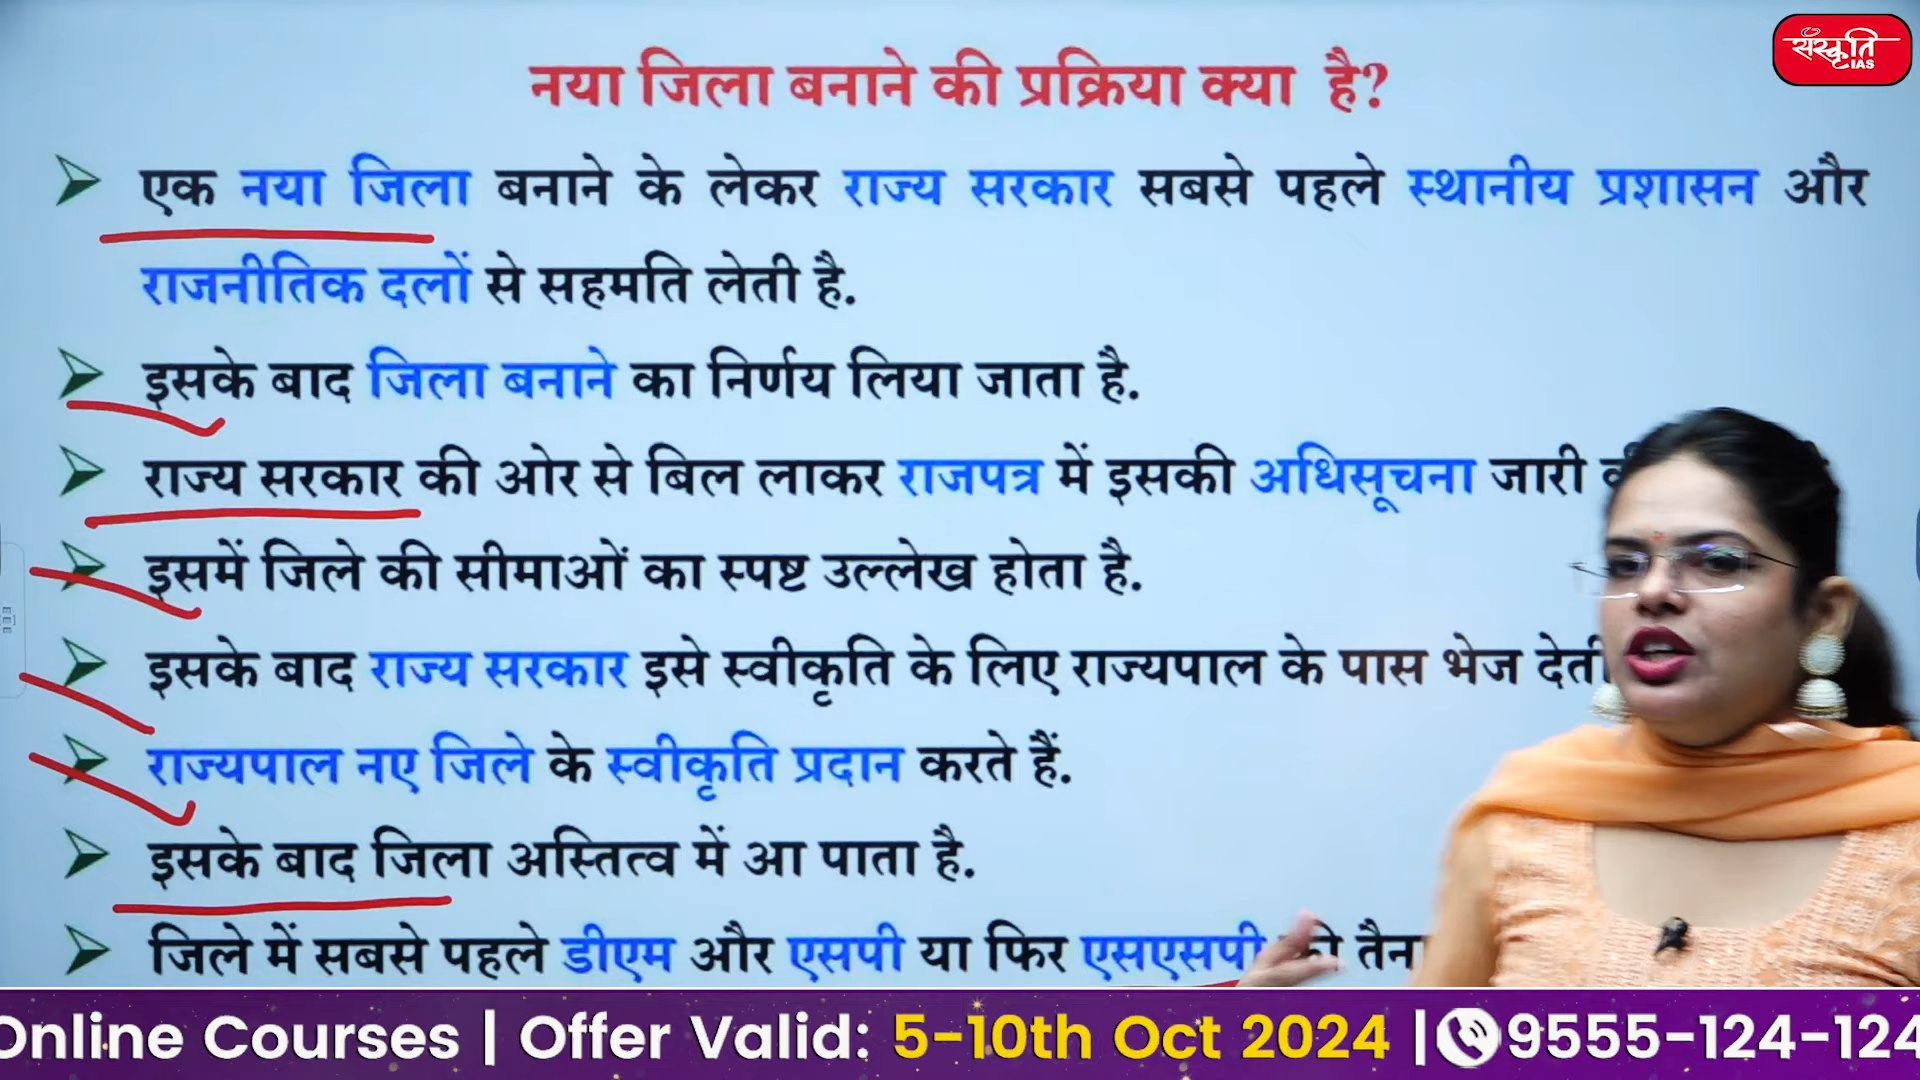 संस्कृति
IAS
नया जिला बनाने की प्रक्रिया क्या है?
एक नया जिला बनाने के लेकर राज्य सरकार सबसे पहले स्थानीय प्रशासन और
राजनीतिक दलों से सहमति लेती है.
इसके बाद जिला बनाने का निर्णय लिया जाता है.
राज्य सरकार की ओर से बिल लाकर राजपत्र में इसकी अधिसूचना जारी
इसमें जिले की सीमाओं का स्पष्ट उल्लेख होता है.
इसके बाद राज्य सरकार इसे स्वीकृति के लिए राज्यपाल के पास भेज देती
राज्यपाल नए जिले के स्वीकृति प्रदान करते हैं.
इसके बाद जिला अस्तित्व में आ पाता है.
जिले में सबसे पहले डीएम और एसपी या फिर एसएसपी
Online Courses | Offer Valid: 5-10th Oct 2024 | 9555-124-124